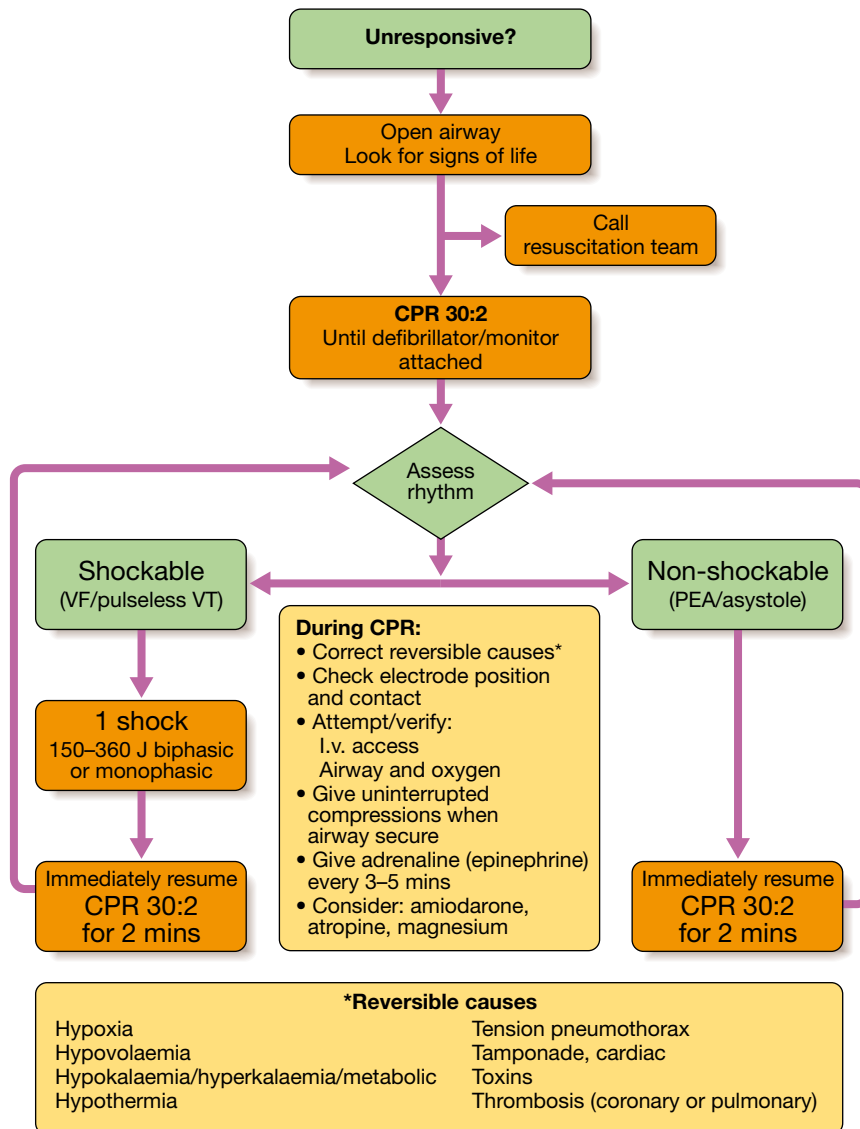 Unresponsive?
Open airway
Look for signs of life
Call
resuscitation team
CPR 30:2
Until defibrillator/monitor
attached
Assess
rhythm
Shockable
(VF/pulseless VT)
Non-shockable
(PEA/asystole)
1 shock
150–360 J biphasic
or monophasic
Immediately resume
CPR 30:2
for 2 mins
During CPR:
• Correct reversible causes*
• Check electrode position
and contact
• Attempt/verify:
I.v. access
Airway and oxygen
• Give uninterrupted
compressions when
airway secure
• Give adrenaline (epinephrine)
every 3–5 mins
• Consider: amiodarone,
atropine, magnesium
Immediately resume
CPR 30:2
for 2 mins
*Reversible causes
Hypoxia
Hypovolaemia
Hypokalaemia/hyperkalaemia/metabolic
Hypothermia
Tension pneumothorax
Tamponade, cardiac
Toxins
Thrombosis (coronary or pulmonary)